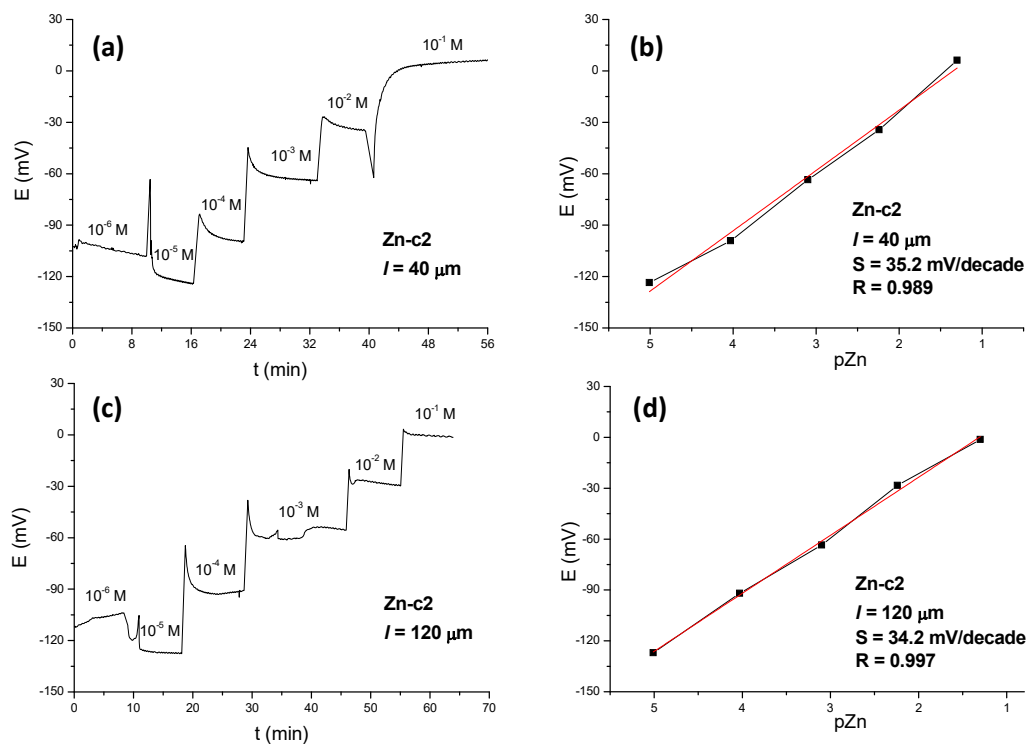 (a)
E (mV)
30
0
-30
-60
-90
-120
-150
10⁻⁶ M
10⁻⁵ M
10⁻⁴ M
10⁻³ M
10⁻² M
10⁻¹ M
Zn-c2
l = 40 μm
0 8 16 24 32 40 48 56
t (min)
(b)
E (mV)
30
0
-30
-60
-90
-120
-150
Zn-c2
l = 40 μm
S = 35.2 mV/decade
R = 0.989
5 4 3 2 1
pZn
(c)
E (mV)
30
0
-30
-60
-90
-120
-150
10⁻⁶ M
10⁻⁵ M
10⁻⁴ M
10⁻³ M
10⁻² M
10⁻¹ M
Zn-c2
l = 120 μm
0 10 20 30 40 50 60 70
t (min)
(d)
E (mV)
30
0
-30
-60
-90
-120
-150
Zn-c2
l = 120 μm
S = 34.2 mV/decade
R = 0.997
5 4 3 2 1
pZn